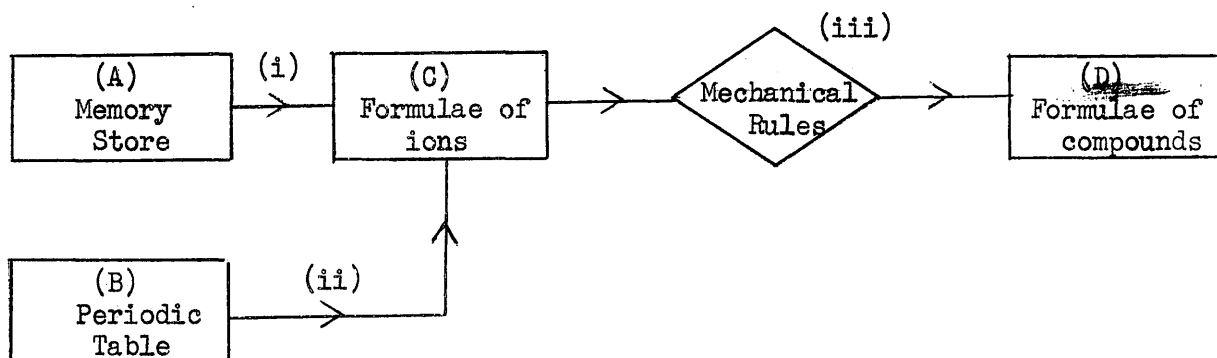 (iii)
(A)
Memory
Store
(i)
(C)
Formulae of
ions
Mechanical
Rules
(D)
Formulae of
compounds
(B)
Periodic
Table
(ii)